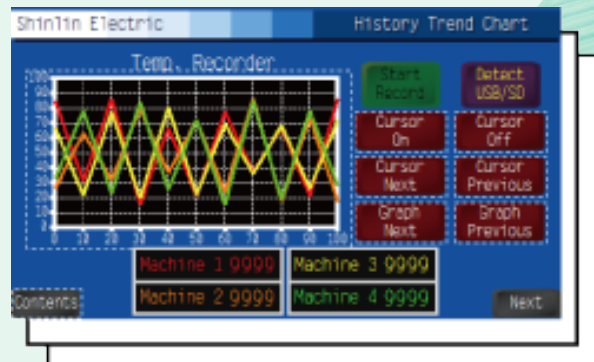 Shinlin Electric
History Trend Chart
Temp. Recorder
100
90
80
70
60
50
40
30
20
10
0 10 20 30 40 50 60 70 80 90 100
Start
Record
Detect
USB/SD
Cursor
On
Cursor
Off
Cursor
Next
Cursor
Previous
Graph
Next
Graph
Previous
Machine 1 9999
Machine 3 9999
Machine 2 9999
Machine 4 9999
Contents
Next